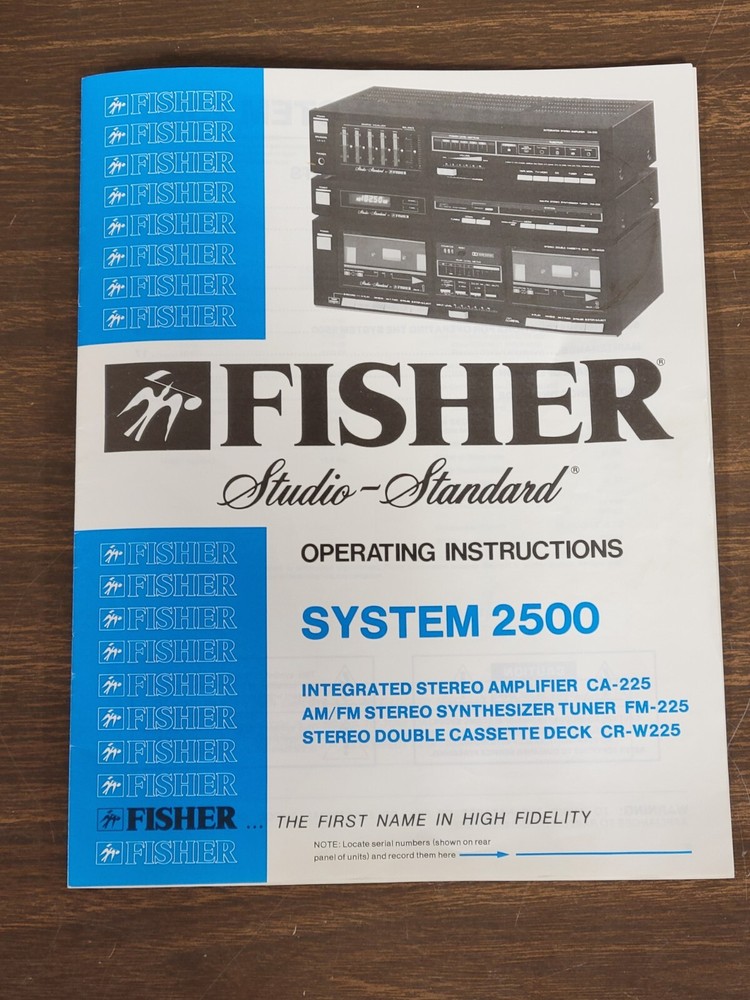 FISHER
FISHER
FISHER
FISHER
FISHER
FISHER
FISHER
FISHER
FISHER®
Studio-Standard®
OPERATING INSTRUCTIONS
SYSTEM 2500
INTEGRATED STEREO AMPLIFIER CA-225
AM/FM STEREO SYNTHESIZER TUNER FM-225
STEREO DOUBLE CASSETTE DECK CR-W225
FISHER
FISHER
FISHER
FISHER
FISHER
FISHER
FISHER
FISHER
FISHER ... THE FIRST NAME IN HIGH FIDELITY
NOTE: Locate serial numbers (shown on rear
panel of units) and record them here
FISHER